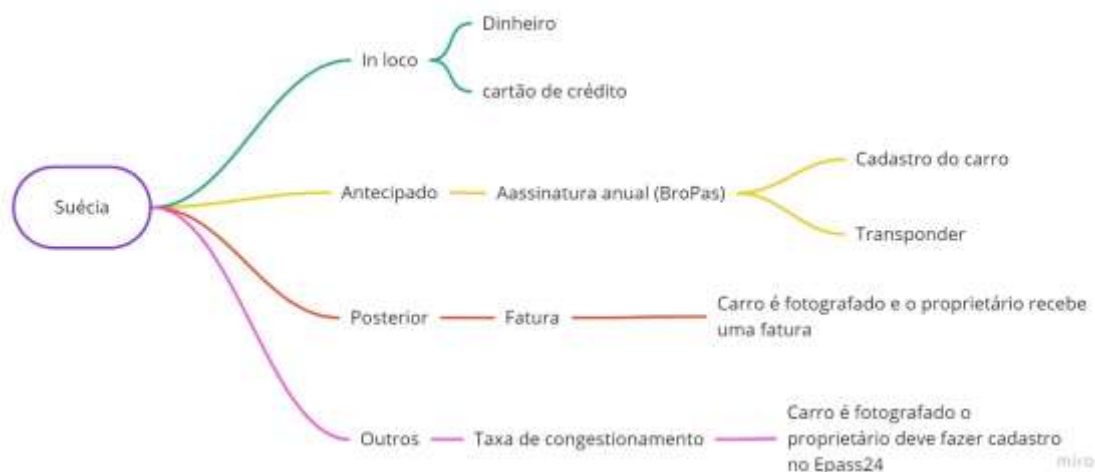 Suécia
In loco
Dinheiro
cartão de crédito
Antecipado
Aassinatura anual (BroPas)
Cadastro do carro
Transponder
Posterior
Fatura
Carro é fotografado e o proprietário recebe
uma fatura
Outros
Taxa de congestionamento
Carro é fotografado o
proprietário deve fazer cadastro
no Epass24
miro